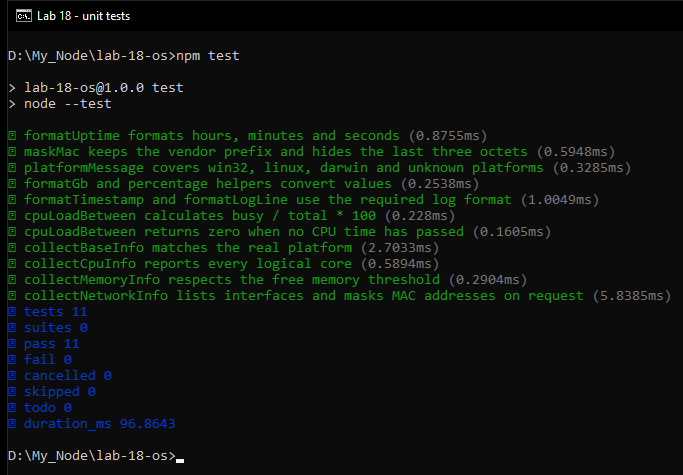 Lab 18 - unit tests
D:\My_Node\lab-18-os>npm test
> lab-18-os@1.0.0 test
> node --test
formatUptime formats hours, minutes and seconds (0.8755ms)
maskMac keeps the vendor prefix and hides the last three octets (0.5948ms)
platformMessage covers win32, linux, darwin and unknown platforms (0.3285ms)
formatGb and percentage helpers convert values (0.2538ms)
formatTimestamp and formatLogLine use the required log format (1.0049ms)
cpuLoadBetween calculates busy / total * 100 (0.228ms)
cpuLoadBetween returns zero when no CPU time has passed (0.1605ms)
collectBaseInfo matches the real platform (2.7033ms)
collectCpuInfo reports every logical core (0.5894ms)
collectMemoryInfo respects the free memory threshold (0.2904ms)
collectNetworkInfo lists interfaces and masks MAC addresses on request (5.8385ms)
tests 11
suites 0
pass 11
fail 0
cancelled 0
skipped 0
todo 0
duration_ms 96.8643
D:\My_Node\lab-18-os>